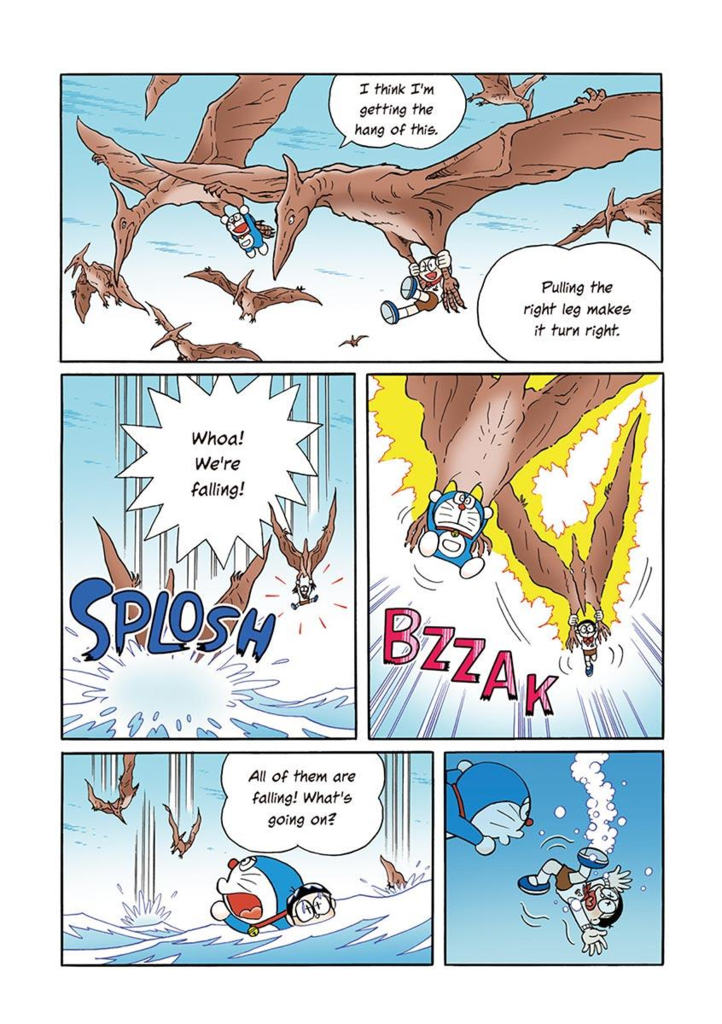 Pulling the
right leg makes
it turn right.
I think I'm
getting the
hang of this.
BZZAK
Whoa!
We're
falling!
SPLOSH
All of them are
falling! What's
going on?